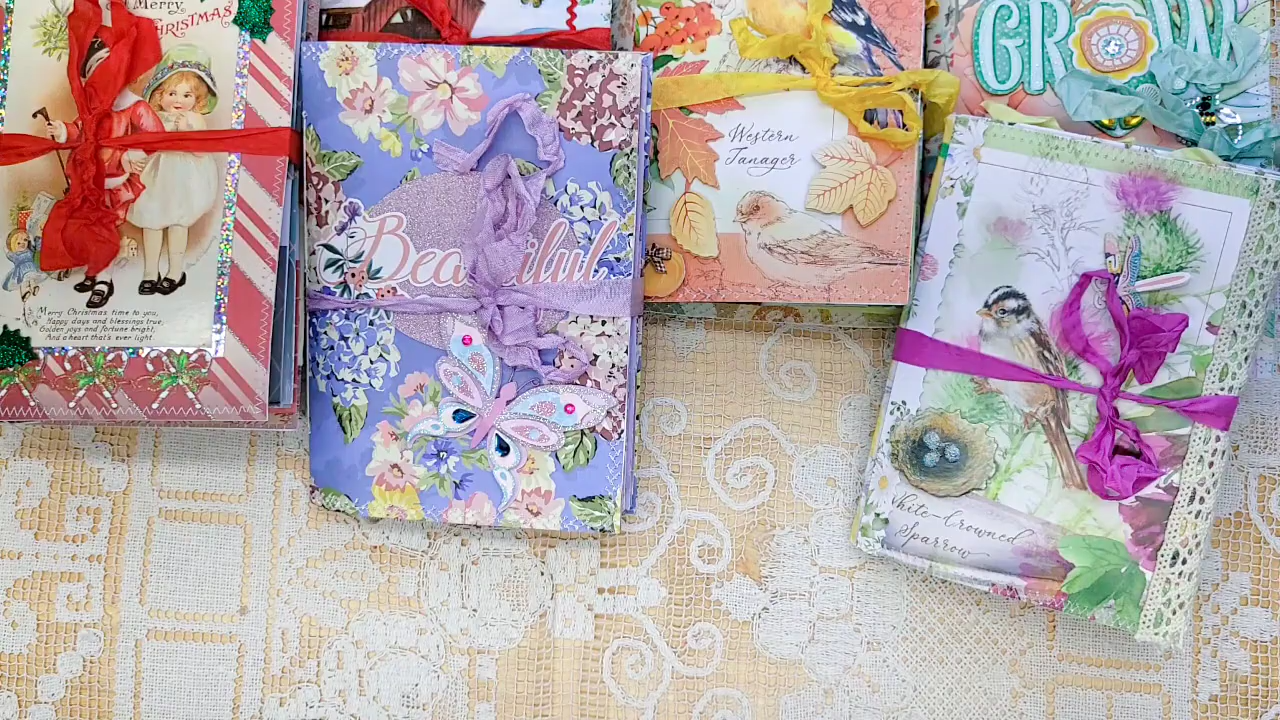 Merry
CHRISTMAS
Merry Christmas time to you,
Happy days and blessings true,
Golden joys and fortune bright,
And a heart that's ever light.
Beautiful
Western
Tanager
GROW
White-Crowned
Sparrow